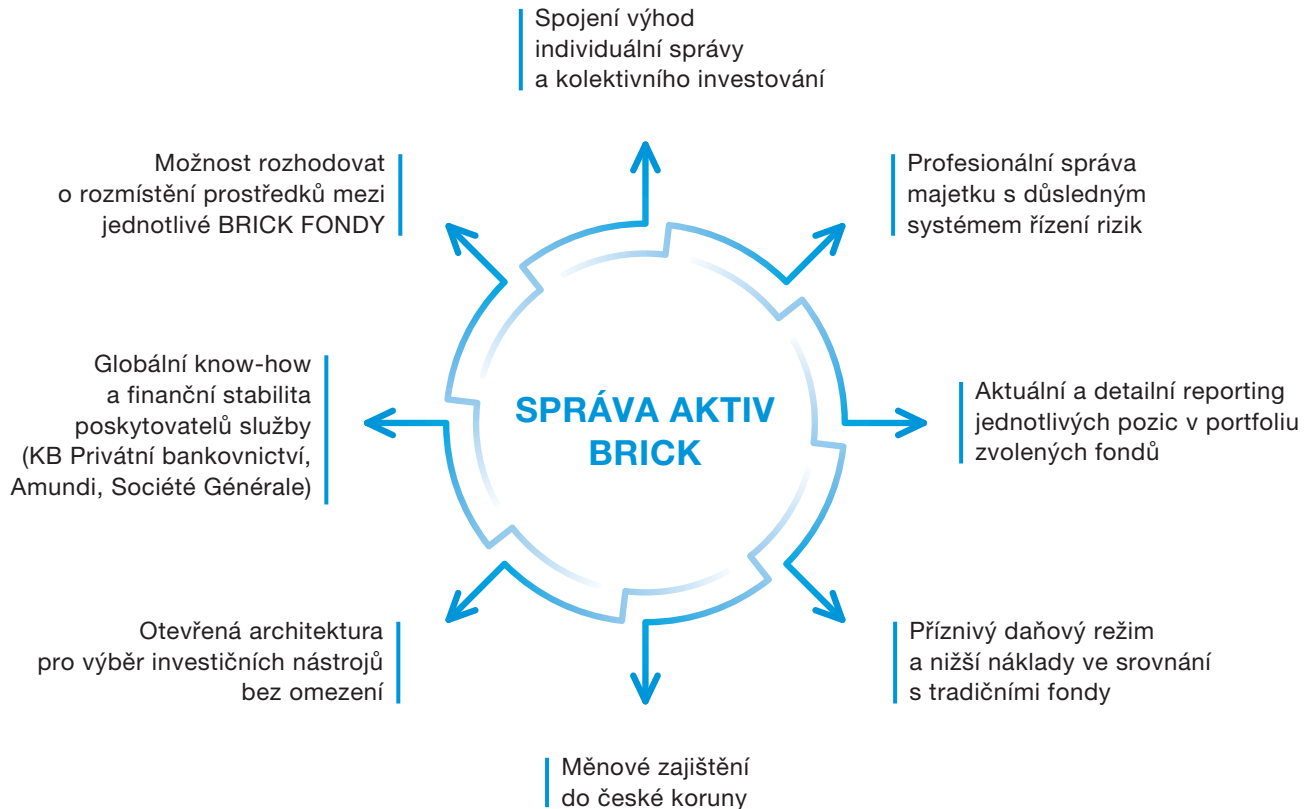 Spojení výhod
individuální správy
a kolektivního investování
Možnost rozhodovat
o rozmístění prostředků mezi
jednotlivé BRICK FONDY
Profesionální správa
majetku s důsledným
systémem řízení rizik
Globální know-how
a finanční stabilita
poskytovatelů služby
(KB Privátní bankovnictví,
Amundi, Société Générale)
SPRÁVA AKTIV
BRICK
Aktuální a detailní reporting
jednotlivých pozic v portfoliu
zvolených fondů
Otevřená architektura
pro výběr investičních nástrojů
bez omezení
Příznivý daňový režim
a nižší náklady ve srovnání
s tradičními fondy
Měnové zajištění
do české koruny